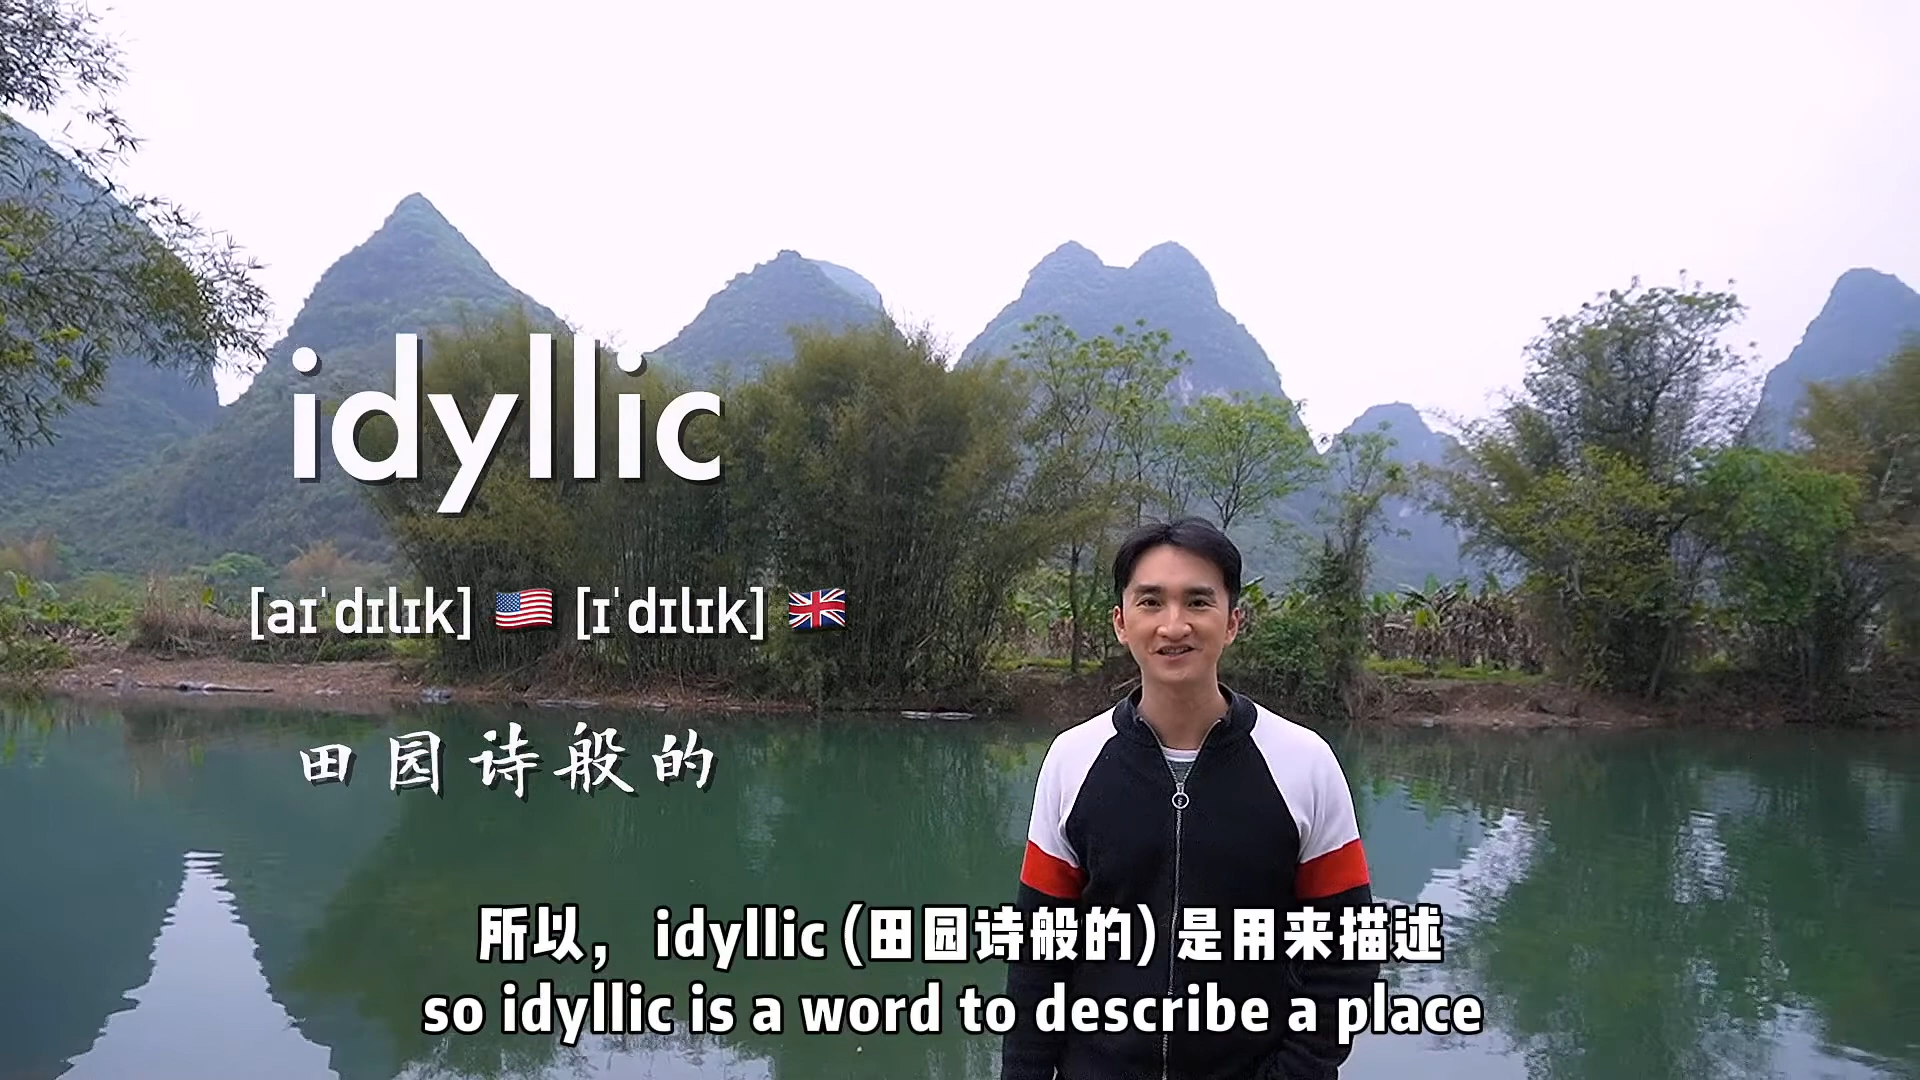 idyllic
[aɪˈdɪlɪk] 🇺🇸 [ɪˈdɪlɪk] 🇬🇧
田园诗般的
所以， idyllic (田园诗般的) 是用来描述
so idyllic is a word to describe a place